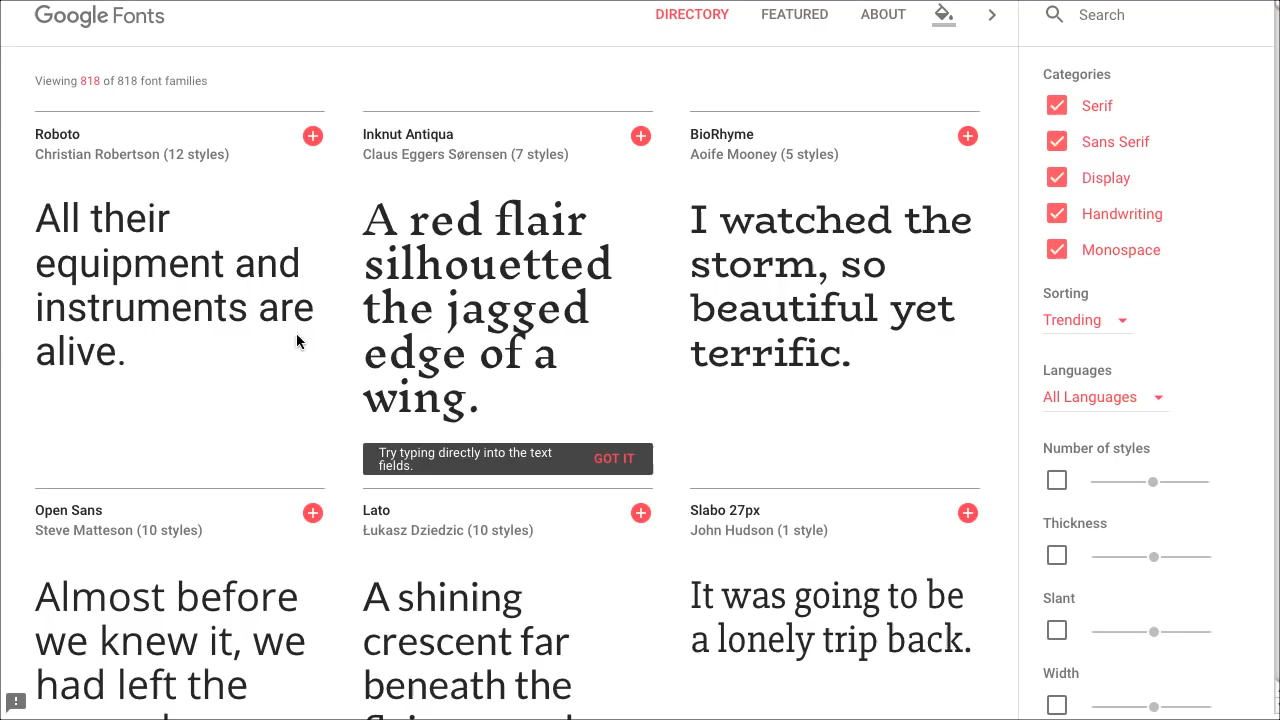 Google Fonts
DIRECTORY
FEATURED
ABOUT
Search
Viewing 818 of 818 font families
Roboto
Christian Robertson (12 styles)
All their
equipment and
instruments are
alive.
Inknut Antiqua
Claus Eggers Sørensen (7 styles)
A red flair
silhouetted
the jagged
edge of a
wing.
Try typing directly into the text
fields.
GOT IT
BioRhyme
Aoife Mooney (5 styles)
I watched the
storm, so
beautiful yet
terrific.
Open Sans
Steve Matteson (10 styles)
Almost before
we knew it, we
had left the
Lato
Łukasz Dziedzic (10 styles)
A shining
crescent far
beneath the
Slabo 27px
John Hudson (1 style)
It was going to be
a lonely trip back.
Categories
Serif
Sans Serif
Display
Handwriting
Monospace
Sorting
Trending
Languages
All Languages
Number of styles
Thickness
Slant
Width